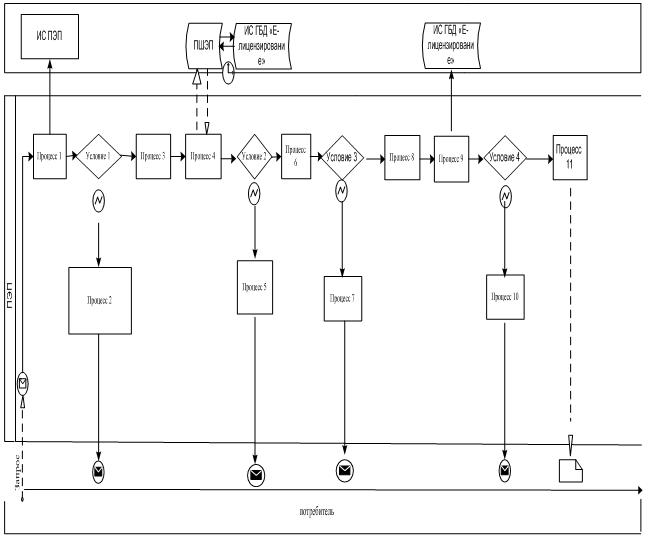 ИС ПЭП
ПШЭП
ИС ГБД «Е-
лицензировани
е»
ИС ГБД «Е-
лицензировани
е»
Процесс 1
Условие 1
Процесс 3
Процесс 4
Условие 2
Процесс
6
Условие 3
Процесс 8
Процесс 9
Условие 4
Процесс
11
Процесс 2
Процесс 5
Процесс 7
Процесс 10
ПЭП
Запрос
потребитель